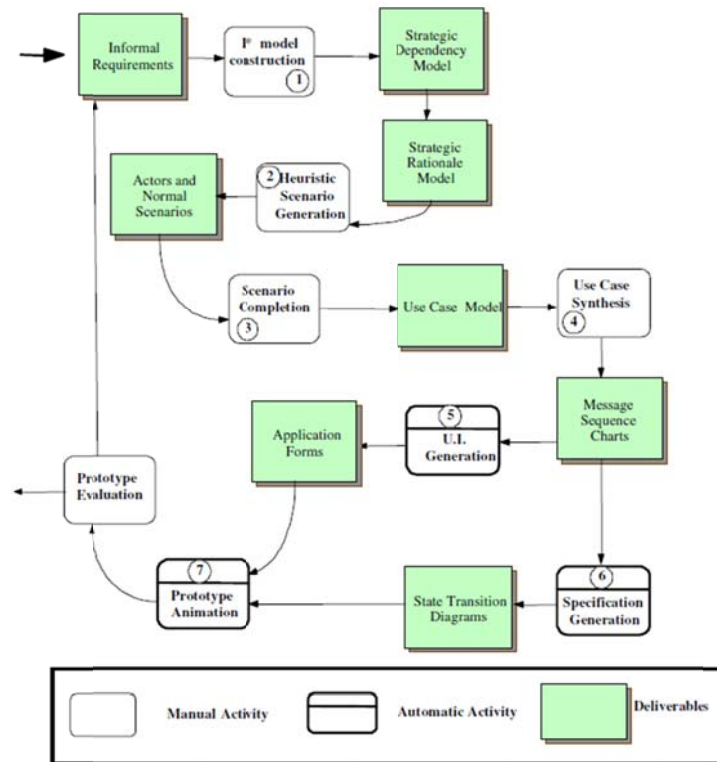 Informal
Requirements
I* model
construction
1
Strategic
Dependency
Model
Strategic
Rationale
Model
2
Heuristic
Scenario
Generation
Actors and
Normal
Scenarios
Scenario
Completion
3
Use Case Model
Use Case
Synthesis
4
Message
Sequence
Charts
5
U.I.
Generation
Application
Forms
Prototype
Evaluation
7
Prototype
Animation
State Transition
Diagrams
6
Specification
Generation
Manual Activity
Automatic Activity
Deliverables